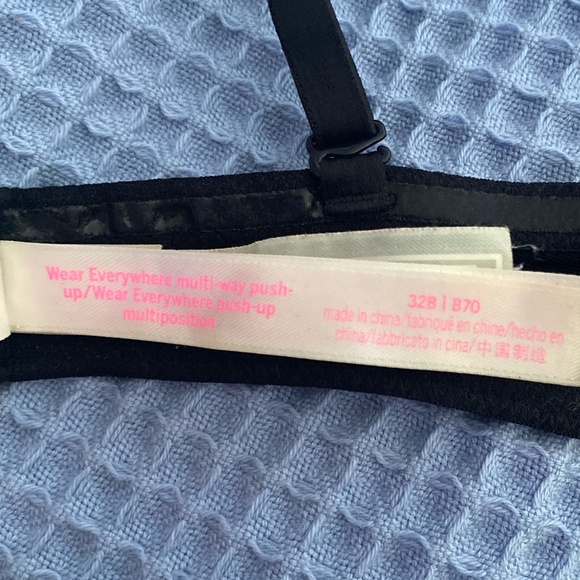 Wear Everywhere multi way push-
up/Wear Everywhere push-up
multiposition
32B | B70
made in china/fabriqué en chine/hecho en
china/fabbricato in cina/中国制造